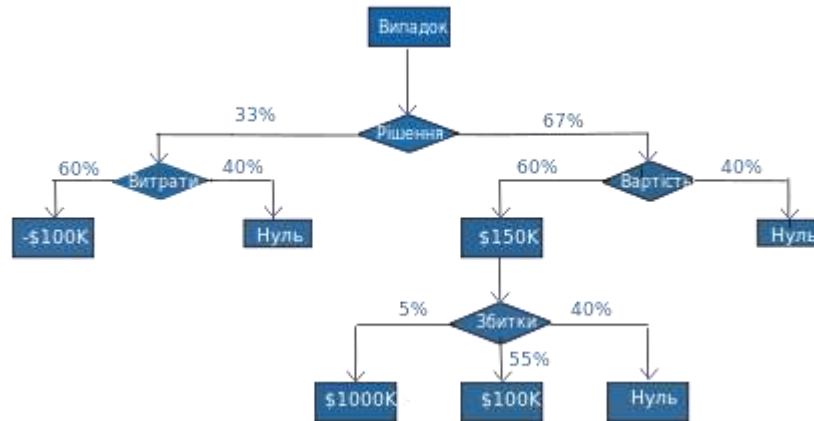 Випадок
33%
Рішення
67%
60%
Витрати
40%
60%
Вартість
40%
-$100K
Нуль
$150K
Нуль
5%
Збитки
40%
55%
$1000K
$100K
Нуль